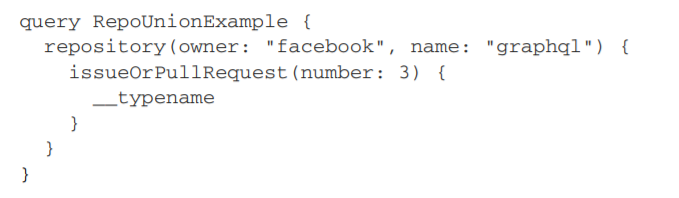 query RepoUnionExample {
  repository(owner: "facebook", name: "graphql") {
    issueOrPullRequest(number: 3) {
      __typename
    }
  }
}